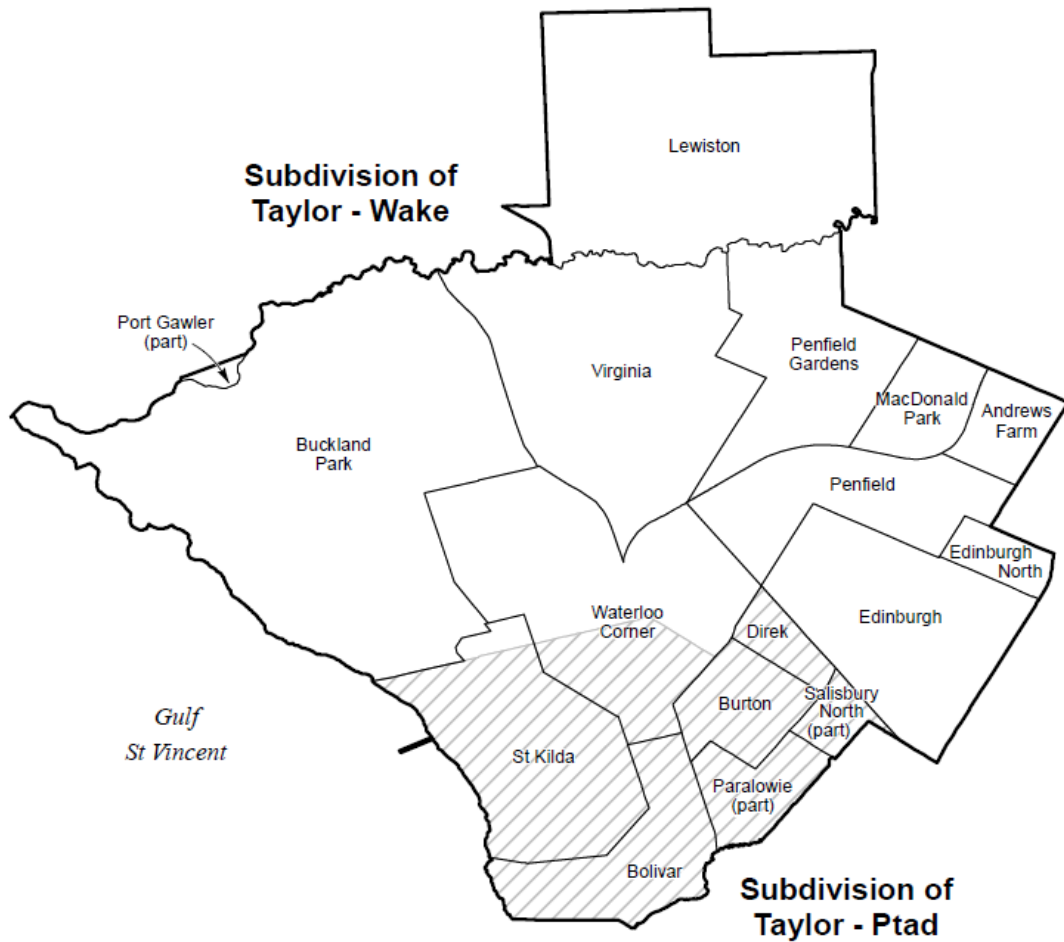 Lewiston
Subdivision of
Taylor - Wake
Port Gawler
(part)
Penfield
Gardens
Virginia
MacDonald
Park
Andrews
Farm
Buckland
Park
Penfield
Edinburgh
North
Waterloo
Corner
Edinburgh
Direk
Salisbury
North
(part)
Burton
Gulf
St Vincent
St Kilda
Paralowie
(part)
Bolivar
Subdivision of
Taylor - Ptad